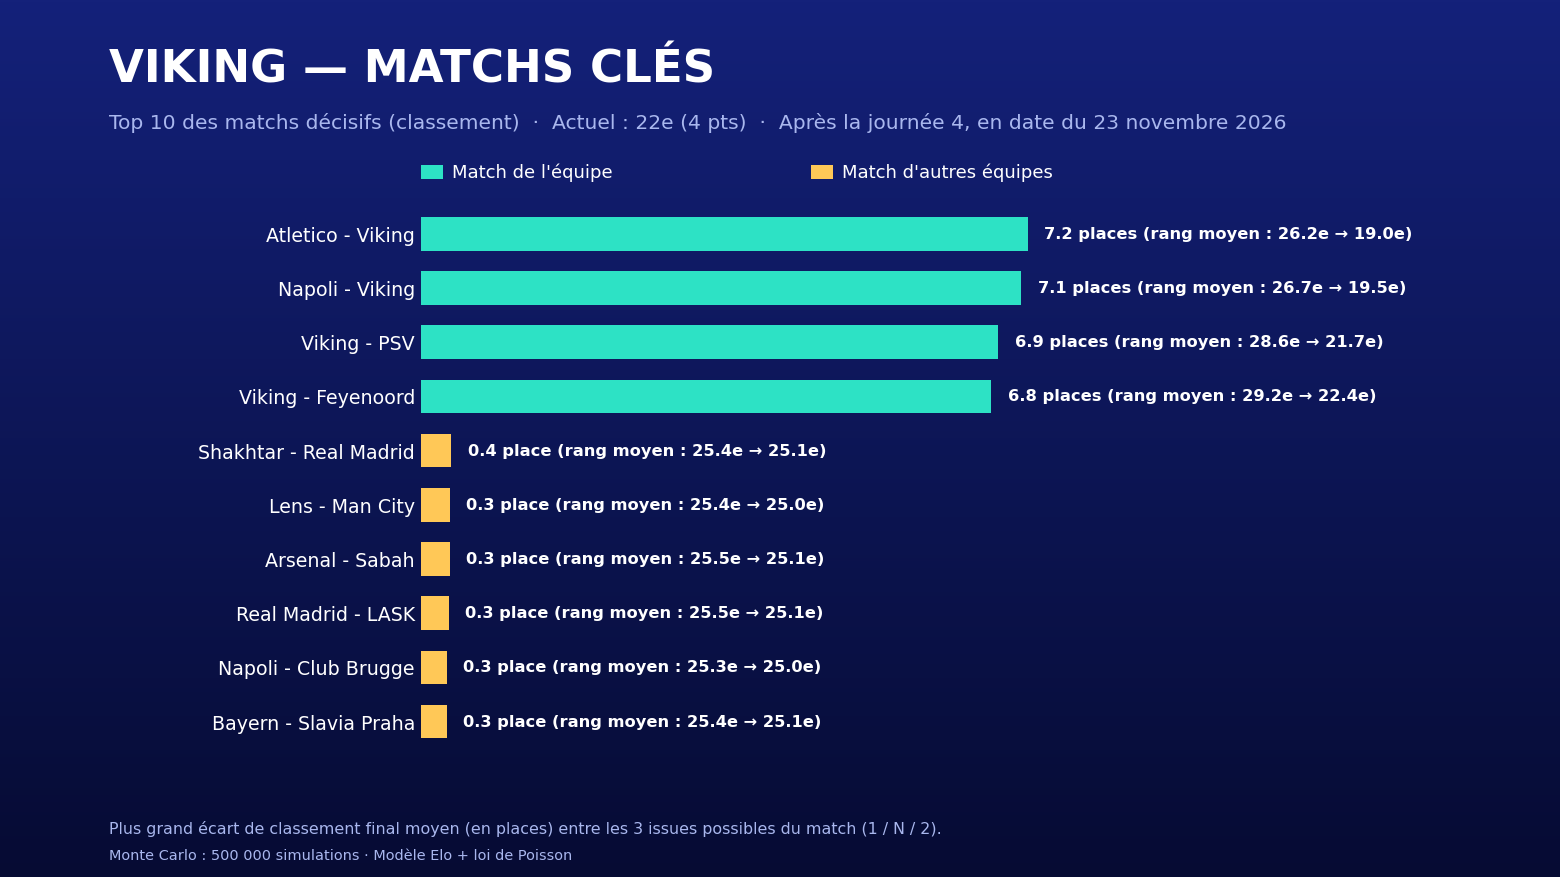 VIKING — MATCHS CLÉS
Top 10 des matchs décisifs (classement)  ·  Actuel : 22e (4 pts)  ·  Après la journée 4, en date du 23 novembre 2026
Match de l'équipe
Match d'autres équipes
Atletico - Viking 7.2 places (rang moyen : 26.2e → 19.0e)
Napoli - Viking 7.1 places (rang moyen : 26.7e → 19.5e)
Viking - PSV 6.9 places (rang moyen : 28.6e → 21.7e)
Viking - Feyenoord 6.8 places (rang moyen : 29.2e → 22.4e)
Shakhtar - Real Madrid 0.4 place (rang moyen : 25.4e → 25.1e)
Lens - Man City 0.3 place (rang moyen : 25.4e → 25.0e)
Arsenal - Sabah 0.3 place (rang moyen : 25.5e → 25.1e)
Real Madrid - LASK 0.3 place (rang moyen : 25.5e → 25.1e)
Napoli - Club Brugge 0.3 place (rang moyen : 25.3e → 25.0e)
Bayern - Slavia Praha 0.3 place (rang moyen : 25.4e → 25.1e)
Plus grand écart de classement final moyen (en places) entre les 3 issues possibles du match (1 / N / 2).
Monte Carlo : 500 000 simulations · Modèle Elo + loi de Poisson